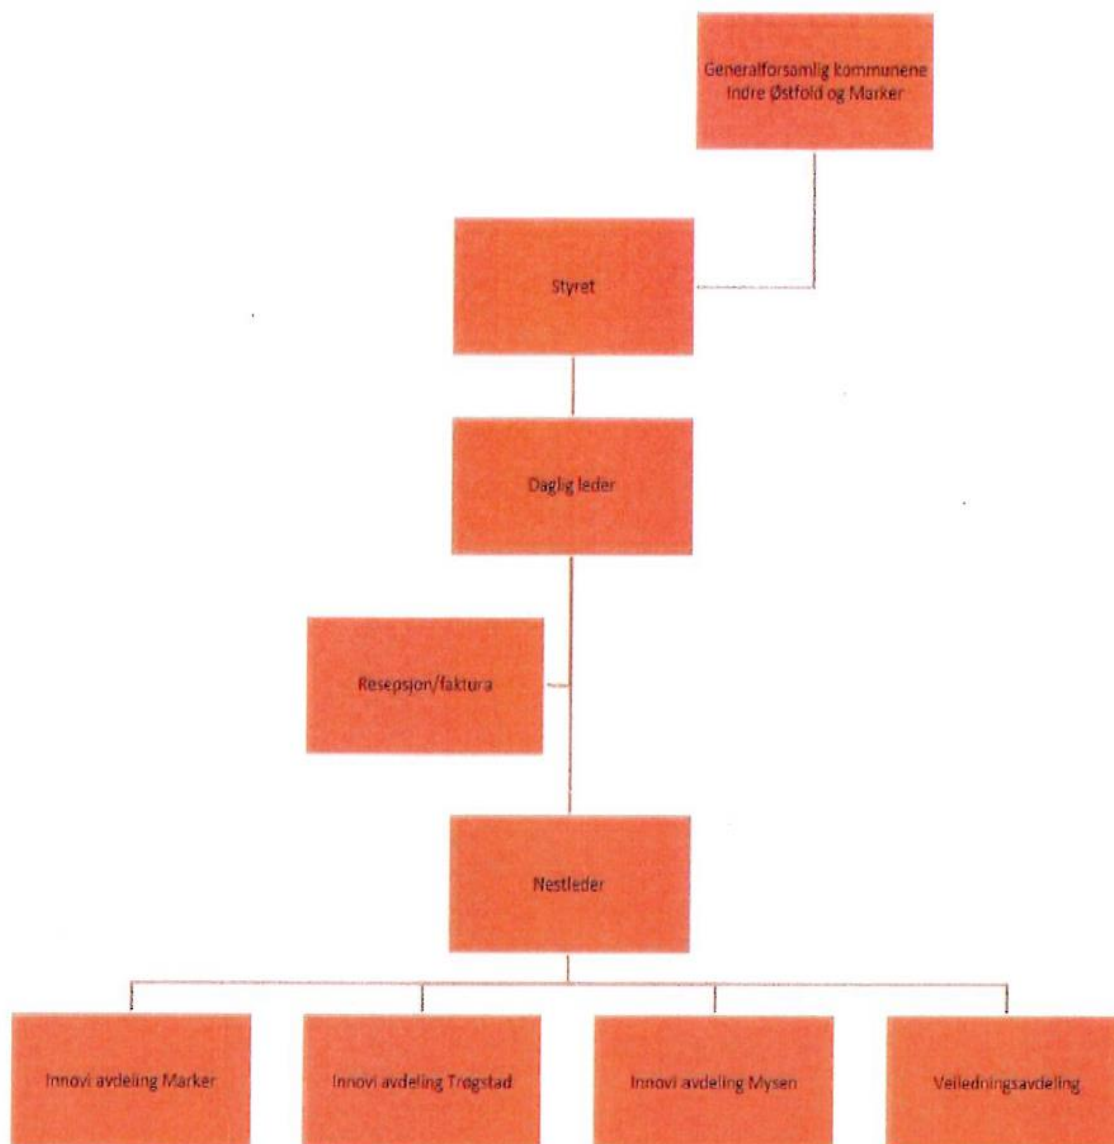 Generalforsamlig kommunene
Indre Østfold og Marker
Styret
Daglig leder
Resepsjon/faktura
Nestleder
Innovi avdeling Marker
Innovi avdeling Trøgstad
Innovi avdeling Mysen
Veiledningsavdeling